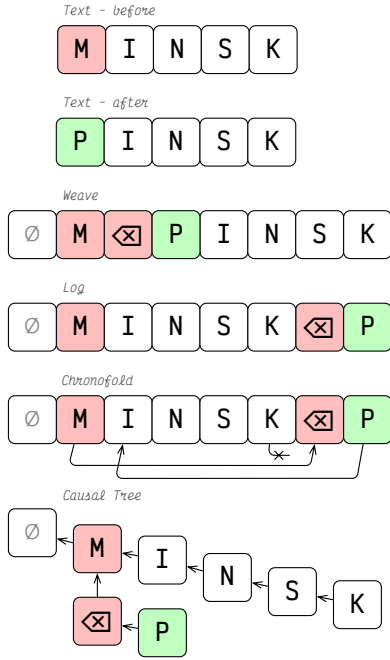 Text - before
M I N S K
Text - after
P I N S K
Weave
∅ M ⌫ P I N S K
Log
∅ M I N S K ⌫ P
Chronofold
∅ M I N S K ⌫ P
Causal Tree
∅ M I N S K
⌫ P